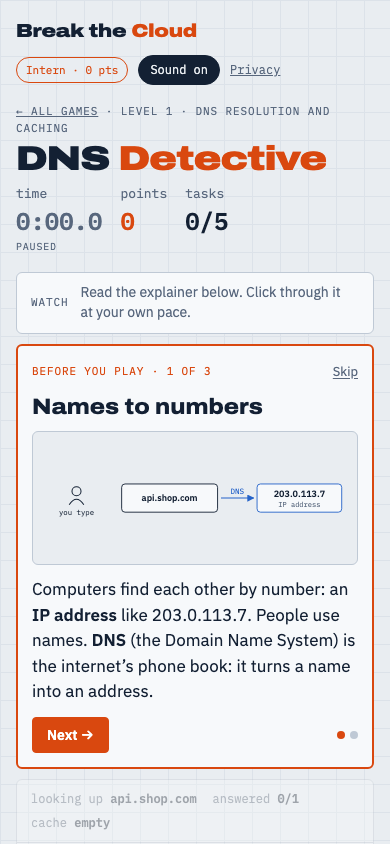 Break the Cloud
Intern · 0 pts
Sound on
Privacy
← ALL GAMES · LEVEL 1 · DNS RESOLUTION AND
CACHING
DNS Detective
time points tasks
0:00.0 0 0/5
PAUSED
WATCH
Read the explainer below. Click through it
at your own pace.
BEFORE YOU PLAY · 1 OF 3
Skip
Names to numbers
you type
api.shop.com
DNS
203.0.113.7
IP address
Computers find each other by number: an
IP address like 203.0.113.7. People use
names. DNS (the Domain Name System) is
the internet’s phone book: it turns a name
into an address.
Next →
looking up api.shop.com answered 0/1
cache empty